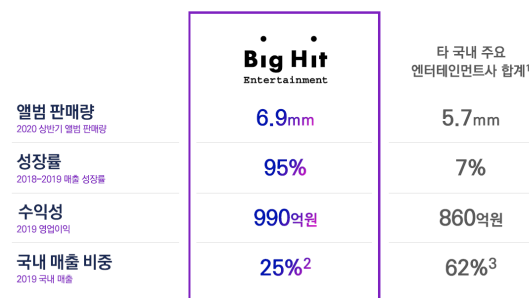 Big Hit
Entertainment
타 국내 주요
엔터테인먼트사 합계¹
앨범 판매량
2020 상반기 앨범 판매량
6.9mm
5.7mm
성장률
2018-2019 매출 성장률
95%
7%
수익성
2019 영업이익
990억원
860억원
국내 매출 비중
2019 국내 매출
25%²
62%³